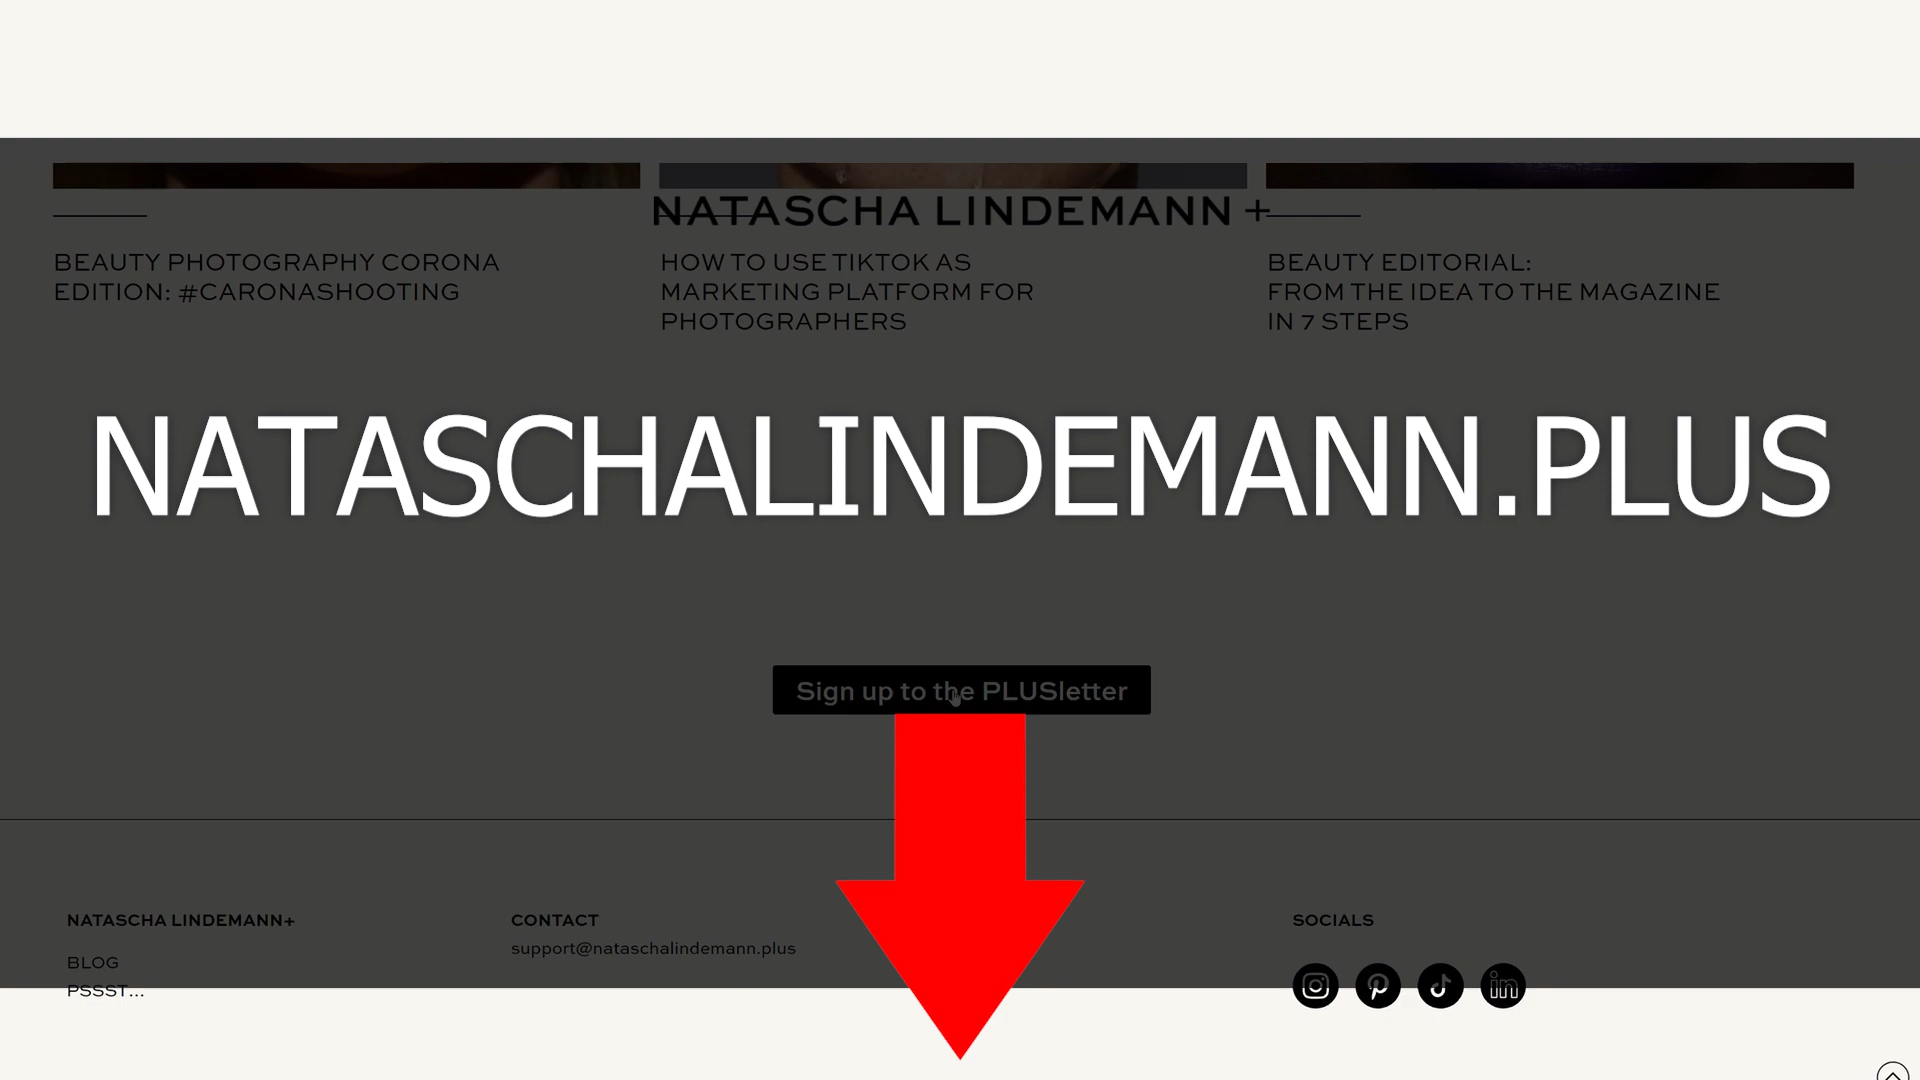 NATASCHA LINDEMANN +
BEAUTY PHOTOGRAPHY CORONA
EDITION: #CARONASHOOTING
HOW TO USE TIKTOK AS
MARKETING PLATFORM FOR
PHOTOGRAPHERS
BEAUTY EDITORIAL:
FROM THE IDEA TO THE MAGAZINE
IN 7 STEPS
NATASCHALINDEMANN.PLUS
Sign up to the PLUSletter
NATASCHA LINDEMANN+
BLOG
PSSST...
CONTACT
support@nataschalindemann.plus
SOCIALS
in